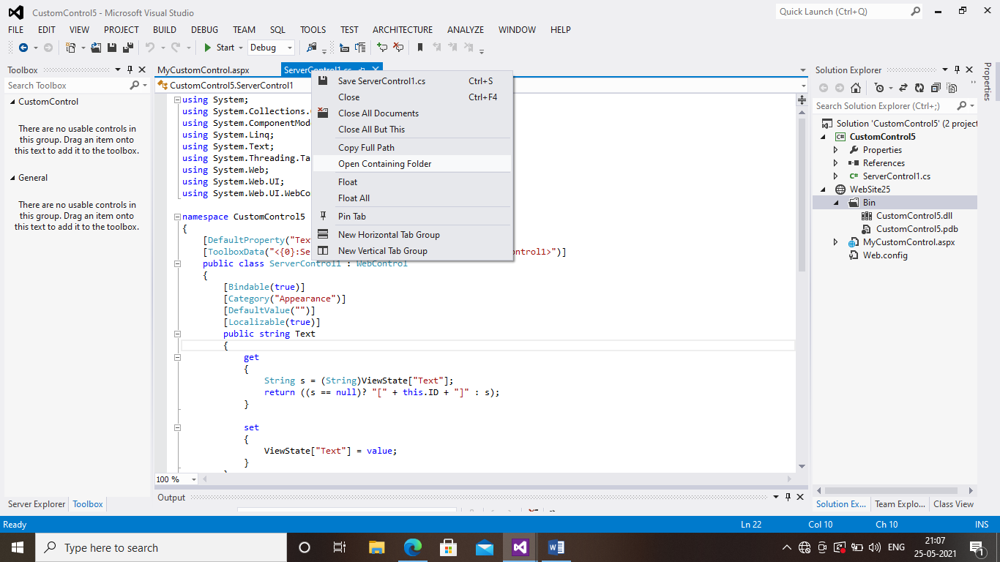 CustomControl5 - Microsoft Visual Studio
Quick Launch (Ctrl+Q)
FILE EDIT VIEW PROJECT BUILD DEBUG TEAM SQL TOOLS TEST ARCHITECTURE ANALYZE WINDOW HELP
Start Debug
Toolbox
Search Toolbox
CustomControl
There are no usable controls in
this group. Drag an item onto
this text to add it to the toolbox.
General
There are no usable controls in
this group. Drag an item onto
this text to add it to the toolbox.
Server Explorer Toolbox
MyCustomControl.aspx
ServerControl1.cs
CustomControl5.ServerControl1
Save ServerControl1.cs Ctrl+S
Close Ctrl+F4
Close All Documents
Close All But This
Copy Full Path
Open Containing Folder
Float
Float All
Pin Tab
New Horizontal Tab Group
New Vertical Tab Group
using System;
using System.Collections.
using System.ComponentMod
using System.Linq;
using System.Text;
using System.Threading.Ta
using System.Web;
using System.Web.UI;
using System.Web.UI.WebCo
namespace CustomControl5
{
[DefaultProperty("Tex
[ToolboxData("<{0}:Se ontrol1>")]
public class ServerControl1 : WebControl
{
[Bindable(true)]
[Category("Appearance")]
[DefaultValue("")]
[Localizable(true)]
public string Text
{
get
{
String s = (String)ViewState["Text"];
return ((s == null)? "[" + this.ID + "]" : s);
}
set
{
ViewState["Text"] = value;
}
100 %
Output
Solution Explorer
Search Solution Explorer (Ctrl+;)
Solution 'CustomControl5' (2 project
CustomControl5
Properties
References
C# ServerControl1.cs
WebSite25
Bin
CustomControl5.dll
CustomControl5.pdb
MyCustomControl.aspx
Web.config
Solution Ex... Team Explo... Class View
Properties
Ready Ln 22 Col 10 Ch 10 INS
Type here to search
ENG
21:07
25-05-2021
1